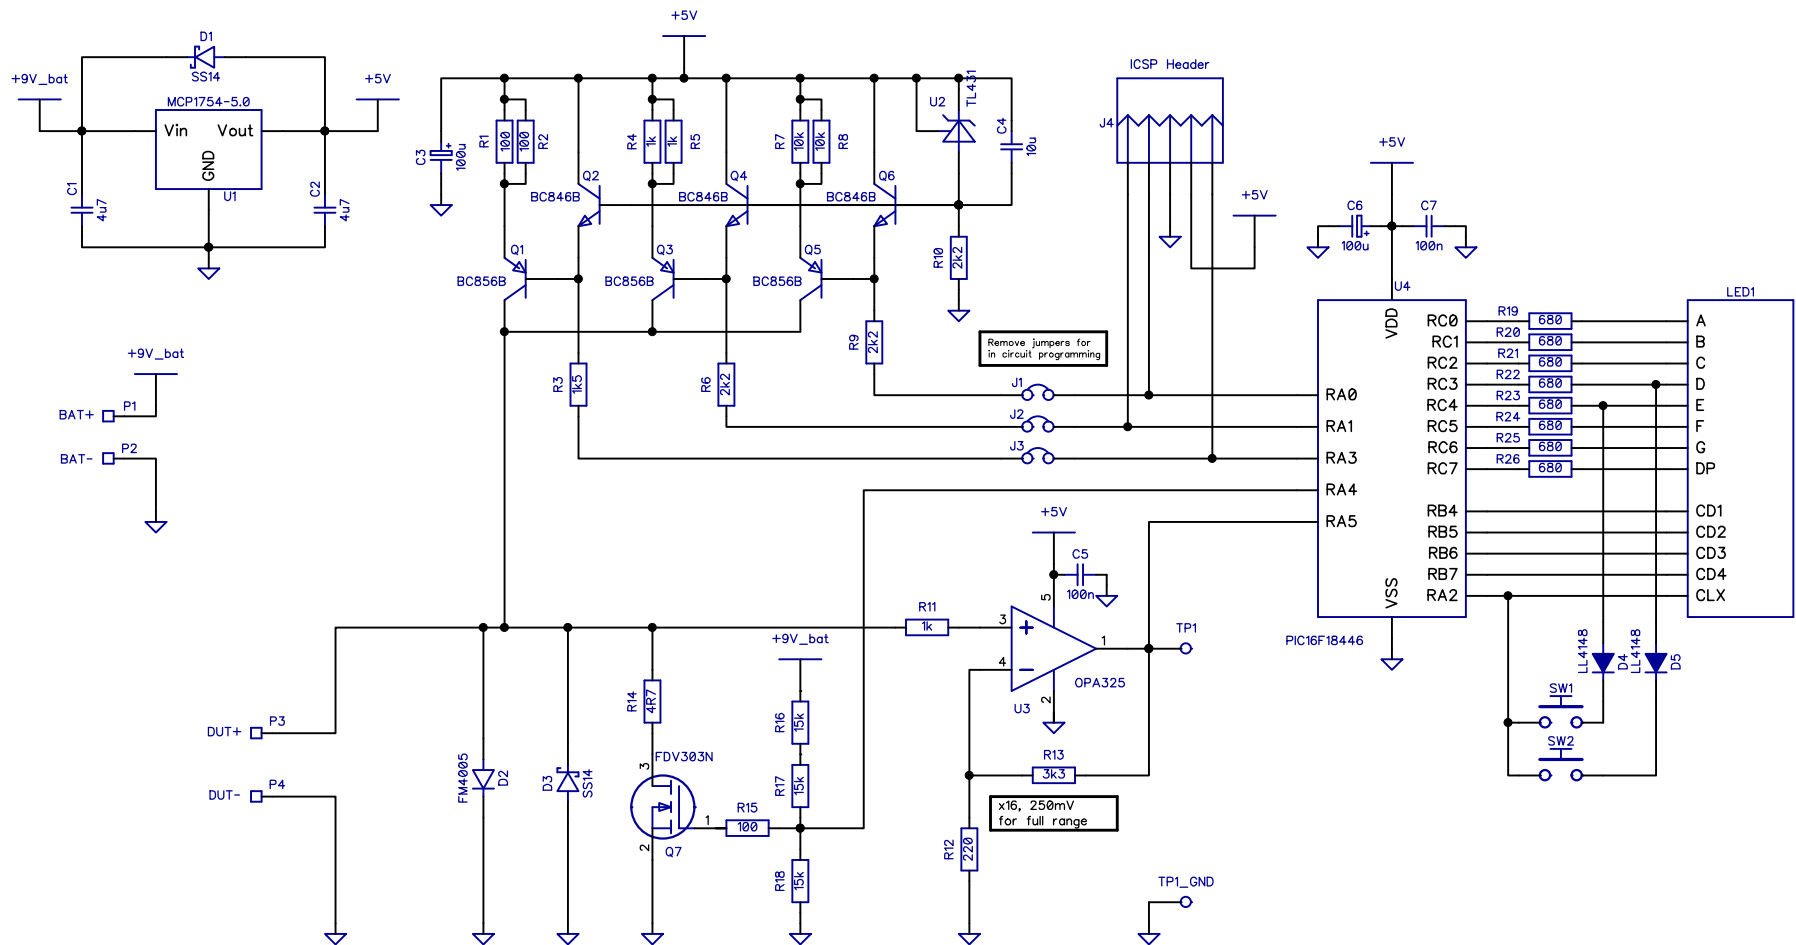 +5V
D1
SS14
+9V_bat
+5V
MCP1754-5.0
Vin
Vout
GND
U1
C1
4u7
C2
4u7
C3
100u
R1
100
100
R2
R4
1k
1k
R5
R7
10k
10k
R8
U2
TL431
C4
10u
Q2
BC846B
Q4
BC846B
Q6
BC846B
Q1
BC856B
Q3
BC856B
Q5
BC856B
R10
2k2
R9
2k2
R3
1k5
R6
2k2
ICSP Header
J4
+5V
Remove jumpers for
in circuit programming
J1
J2
J3
+5V
C6
100u
C7
100n
U4
VDD
RA0
RA1
RA3
RA4
RA5
RC0
RC1
RC2
RC3
RC4
RC5
RC6
RC7
RB4
RB5
RB6
RB7
RA2
VSS
PIC16F18446
R19
680
R20
680
R21
680
R22
680
R23
680
R24
680
R25
680
R26
680
LED1
A
B
C
D
E
F
G
DP
CD1
CD2
CD3
CD4
CLX
LL4148
D4
LL4148
D5
SW1
SW2
+9V_bat
BAT+
P1
BAT-
P2
DUT+
P3
DUT-
P4
FM4005
D2
D3
SS14
R14
4R7
FDV303N
3
2
1
Q7
R15
100
+9V_bat
R16
15k
R17
15k
R18
15k
R11
1k
+5V
C5
100n
5
3
4
1
2
OPA325
U3
TP1
R13
3k3
x16, 250mV
for full range
R12
220
TP1_GND